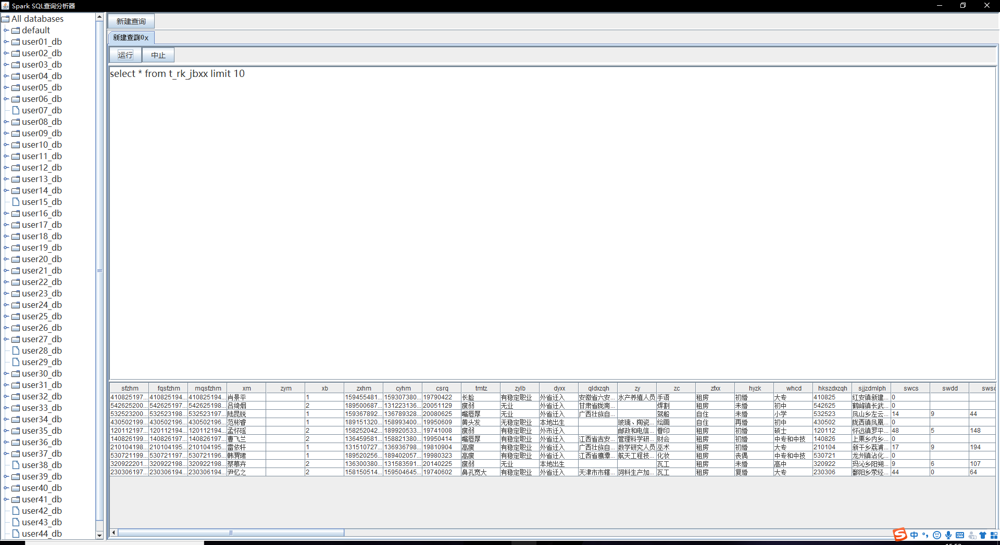 Spark SQL查询分析器
All databases
default
user01_db
user02_db
user03_db
user04_db
user05_db
user06_db
user07_db
user08_db
user09_db
user10_db
user11_db
user12_db
user13_db
user14_db
user15_db
user16_db
user17_db
user18_db
user19_db
user20_db
user21_db
user22_db
user23_db
user24_db
user25_db
user26_db
user27_db
user28_db
user29_db
user30_db
user31_db
user32_db
user33_db
user34_db
user35_db
user36_db
user37_db
user38_db
user39_db
user40_db
user41_db
user42_db
user43_db
user44_db
新建查询
新建查询0x
运行 中止
select * from t_rk_jbxx limit 10
sfzhm fqsfzhm mqsfzhm xm zym xb zxhm cyhm csrq tmtz zylb dyxx qldxzqh zy zc zfxx hyzk whcd hkszdxzqh sjjzdmlph swcs swdd swsc
410825197... 410825194... 410825194... 肖景平 1 159455481... 159307380... 19790422 长脸 有稳定职业 外省迁入 安徽省六安... 水产养殖人员 手语 租房 初婚 大专 410825 红安镇新建... 0
542625200... 542625197... 542625198... 吕绮烟 2 189500687... 131223136... 20051129 瘦弱 无业 外省迁入 甘肃省陇南... 焊割 租房 未婚 初中 542625 鹤峰镇长武... 0
532523200... 532523198... 532523197... 陆昆锐 1 159367892... 136789328... 20080625 嘴唇厚 无业 外省迁入 广西壮族自... 驾船 自住 未婚 小学 532523 凤山乡左云... 14 9 44
430502199... 430502196... 430502196... 范彬睿 1 189151320... 158993400... 19950609 黄头发 无稳定职业 本地出生 玻璃、陶瓷... 绘画 自住 再婚 初中 430502 陇西镇凤凰... 0
120112197... 120112194... 120112194... 孟怀瑶 2 158252042... 189920533... 19741008 瘦弱 有稳定职业 外市迁入 邮政和电信... 誊印 租房 初婚 硕士 120112 怀远镇罗平... 48 5 148
140826199... 140826197... 140826197... 曹飞兰 2 136459581... 158821380... 19950414 嘴唇厚 有稳定职业 外省迁入 江西省吉安... 管理科学研... 财会 租房 初婚 中专和中技 140826 上栗乡内乡... 0
210104198... 210104195... 210104195... 雷依轩 1 131510727... 136936798... 19810904 高瘦 有稳定职业 外省迁入 广西壮族自... 数学研究人员 巫术 租房 初婚 大专 210104 新干乡荔浦... 17 9 194
530721199... 530721197... 530721196... 韩渭珺 1 189520256... 189402057... 19980323 高瘦 有稳定职业 外省迁入 江西省鹰潭... 航天工程技... 化妆 租房 丧偶 中专和中技 530721 龙州镇沾化... 0
320922201... 320922198... 320922198... 蔡慕卉 2 136300380... 131583591... 20140225 瘦弱 无业 本地出生 瓦工 租房 未婚 高中 320922 玛沁乡阳朔... 9 6 107
230306197... 230306194... 230306194... 尹忆之 2 158150514... 159504645... 19740602 鼻孔宽大 有稳定职业 外省迁入 天津市市辖... 饲料生产加... 瓦工 租房 复婚 大专 230306 鄱阳乡荥经... 44 0 64
中